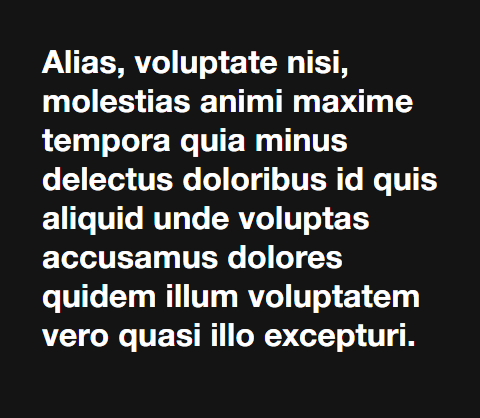 Alias, voluptate nisi,
molestias animi maxime
tempora quia minus
delectus doloribus id quis
aliquid unde voluptas
accusamus dolores
quidem illum voluptatem
vero quasi illo excepturi.